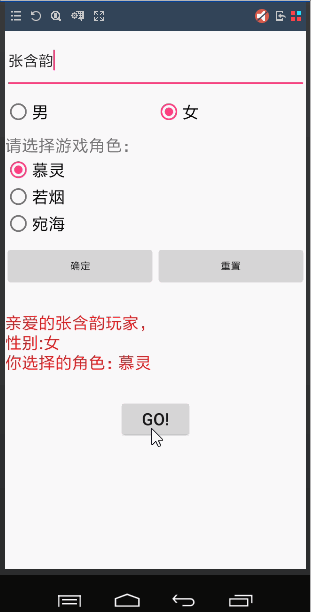 张含韵
男 女
请选择游戏角色：
慕灵
若烟
宛海
确定 重置
亲爱的张含韵玩家，
性别:女
你选择的角色：慕灵
GO!